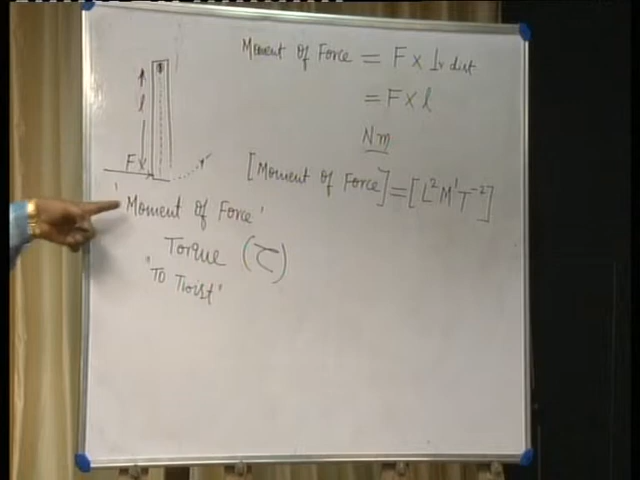 Moment of Force = F × ⊥r dist
= F × l
Nm
l
F
[Moment of Force] = [L²M¹T⁻²]
'Moment of Force'
Torque (τ)
"To Twist"